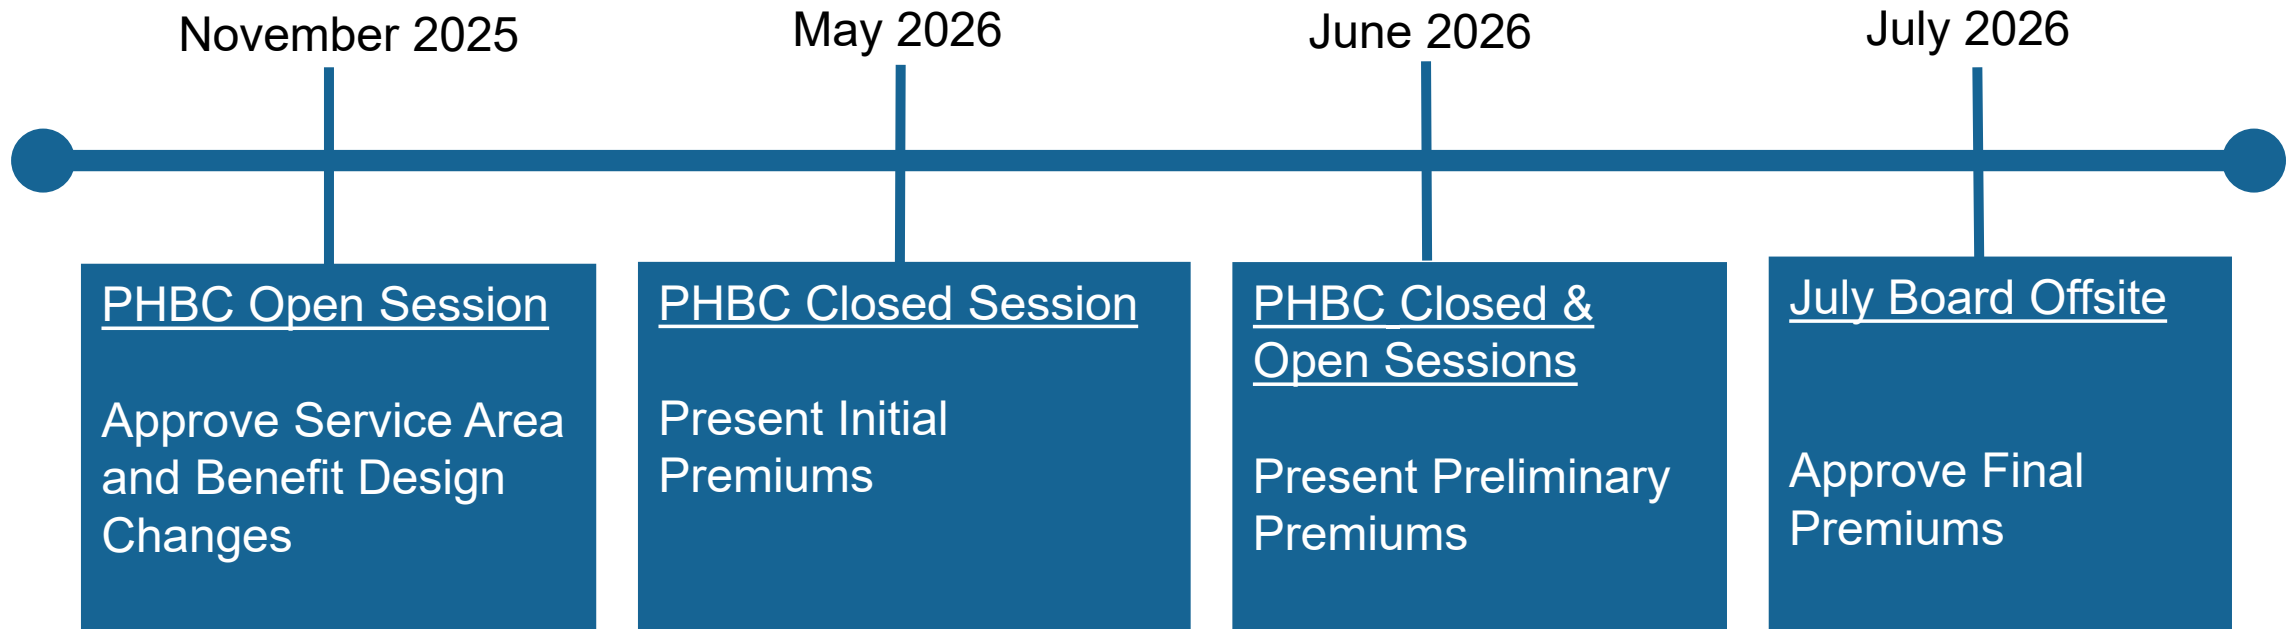 November 2025
May 2026
June 2026
July 2026
PHBC Open Session
Approve Service Area
and Benefit Design
Changes
PHBC Closed Session
Present Initial
Premiums
PHBC Closed &
Open Sessions
Present Preliminary
Premiums
July Board Offsite
Approve Final
Premiums